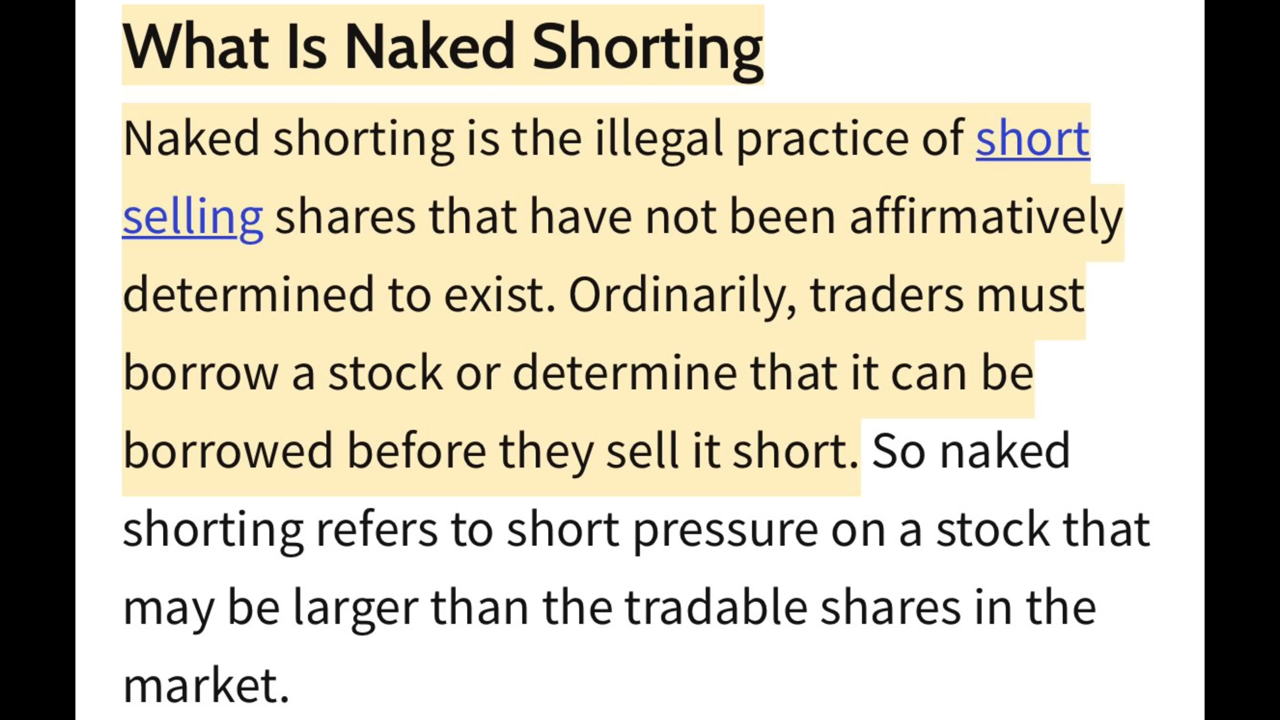 What Is Naked Shorting
Naked shorting is the illegal practice of short
selling shares that have not been affirmatively
determined to exist. Ordinarily, traders must
borrow a stock or determine that it can be
borrowed before they sell it short. So naked
shorting refers to short pressure on a stock that
may be larger than the tradable shares in the
market.